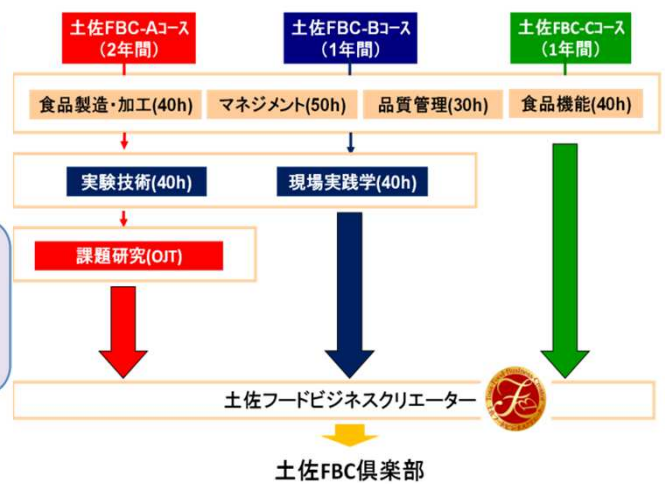 土佐FBC-Aコース
(2年間)
土佐FBC-Bコース
(1年間)
土佐FBC-Cコース
(1年間)
食品製造・加工(40h)
マネジメント(50h)
品質管理(30h)
食品機能(40h)
実験技術(40h)
現場実践学(40h)
課題研究(OJT)
土佐フードビジネスクリエーター
土佐FBC倶楽部